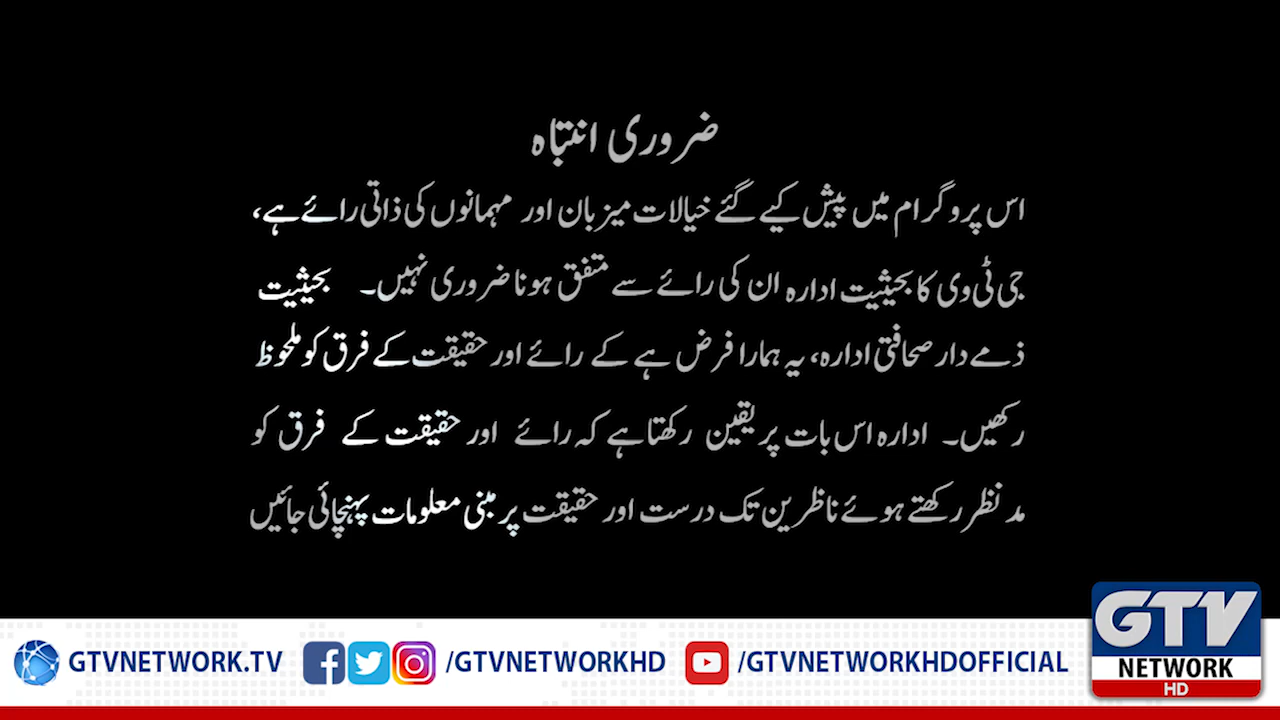 ضروری انتباہ
اس پروگرام میں پیش کیے گئے خیالات میزبان اور مہمانوں کی ذاتی رائے ہے،
جی ٹی وی کا بحیثیت ادارہ ان کی رائے سے متفق ہونا ضروری نہیں۔ بحیثیت
ذمے دار صحافتی ادارہ، یہ ہمارا فرض ہے کے رائے اور حقیقت کے فرق کو ملحوظ
رکھیں۔ ادارہ اس بات پر یقین رکھتا ہے کہ رائے اور حقیقت کے فرق کو
مد نظر رکھتے ہوئے ناظرین تک درست اور حقیقت پر مبنی معلومات پہنچائی جائیں
GTVNETWORK.TV /GTVNETWORKHD /GTVNETWORKHDOFFICIAL
GTV
NETWORK
HD